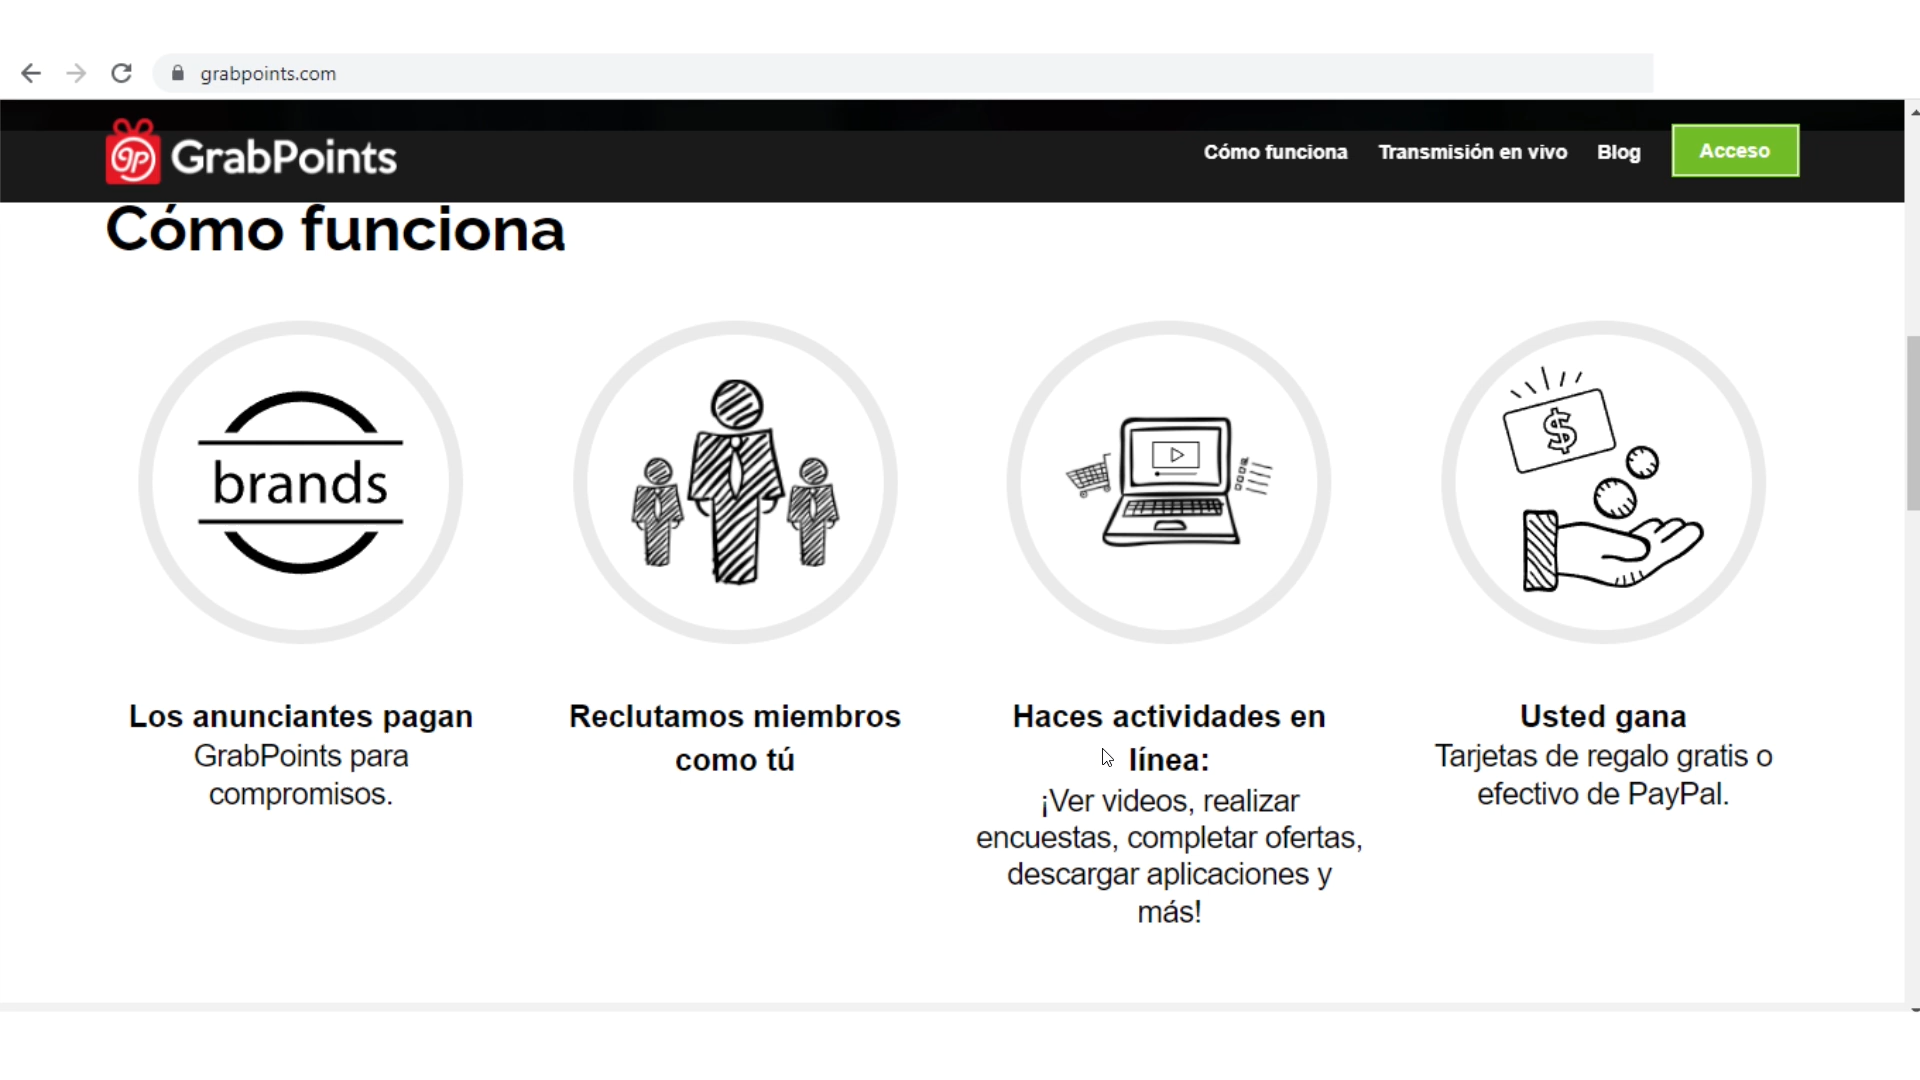 grabpoints.com
GrabPoints
Cómo funciona
Transmisión en vivo
Blog
Acceso
Cómo funciona
brands
$
Los anunciantes pagan
GrabPoints para
compromisos.
Reclutamos miembros
como tú
Haces actividades en
línea:
¡Ver videos, realizar
encuestas, completar ofertas,
descargar aplicaciones y
más!
Usted gana
Tarjetas de regalo gratis o
efectivo de PayPal.